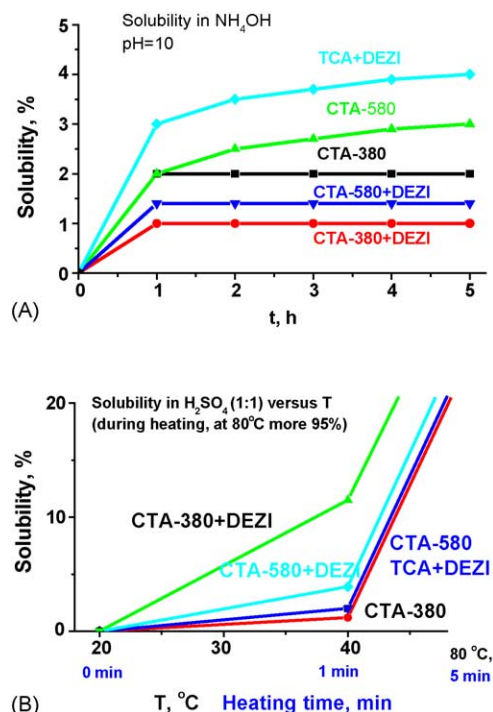 Solubility in NH₄OH
pH=10
TCA+DEZI
CTA-580
CTA-380
CTA-580+DEZI
CTA-380+DEZI
Solubility, %
5
4
3
2
1
0
0 1 2 3 4 5
t, h
(A)
Solubility in H₂SO₄ (1:1) versus T
(during heating, at 80°C more 95%)
CTA-380+DEZI
CTA-580+DEZI
CTA-580
TCA+DEZI
CTA-380
Solubility, %
20
10
0
20 30 40 80 °C,
0 min 1 min 5 min
T, °C Heating time, min
(B)